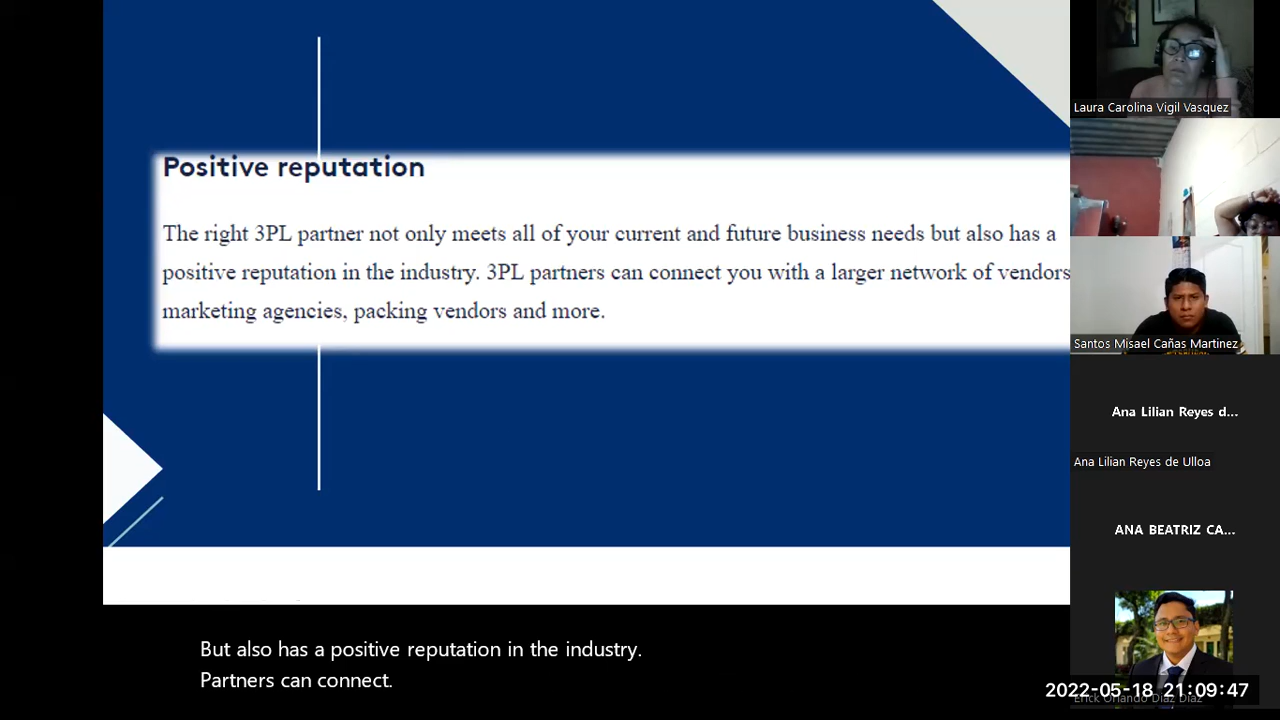 Positive reputation
The right 3PL partner not only meets all of your current and future business needs but also has a
positive reputation in the industry. 3PL partners can connect you with a larger network of vendors
marketing agencies, packing vendors and more.
But also has a positive reputation in the industry.
Partners can connect.
Laura Carolina Vigil Vasquez
Santos Misael Cañas Martinez
Ana Lilian Reyes d...
Ana Lilian Reyes de Ulloa
ANA BEATRIZ CA...
2022-05-18 21:09:47
Erick Orlando Diaz Diaz